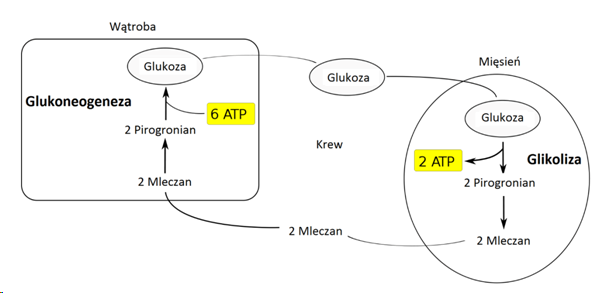 Wątroba
Glukoza
Glukoneogeneza
6 ATP
2 Pirogronian
2 Mleczan
Glukoza
Krew
2 Mleczan
Mięsień
Glukoza
2 ATP
Glikoliza
2 Pirogronian
2 Mleczan